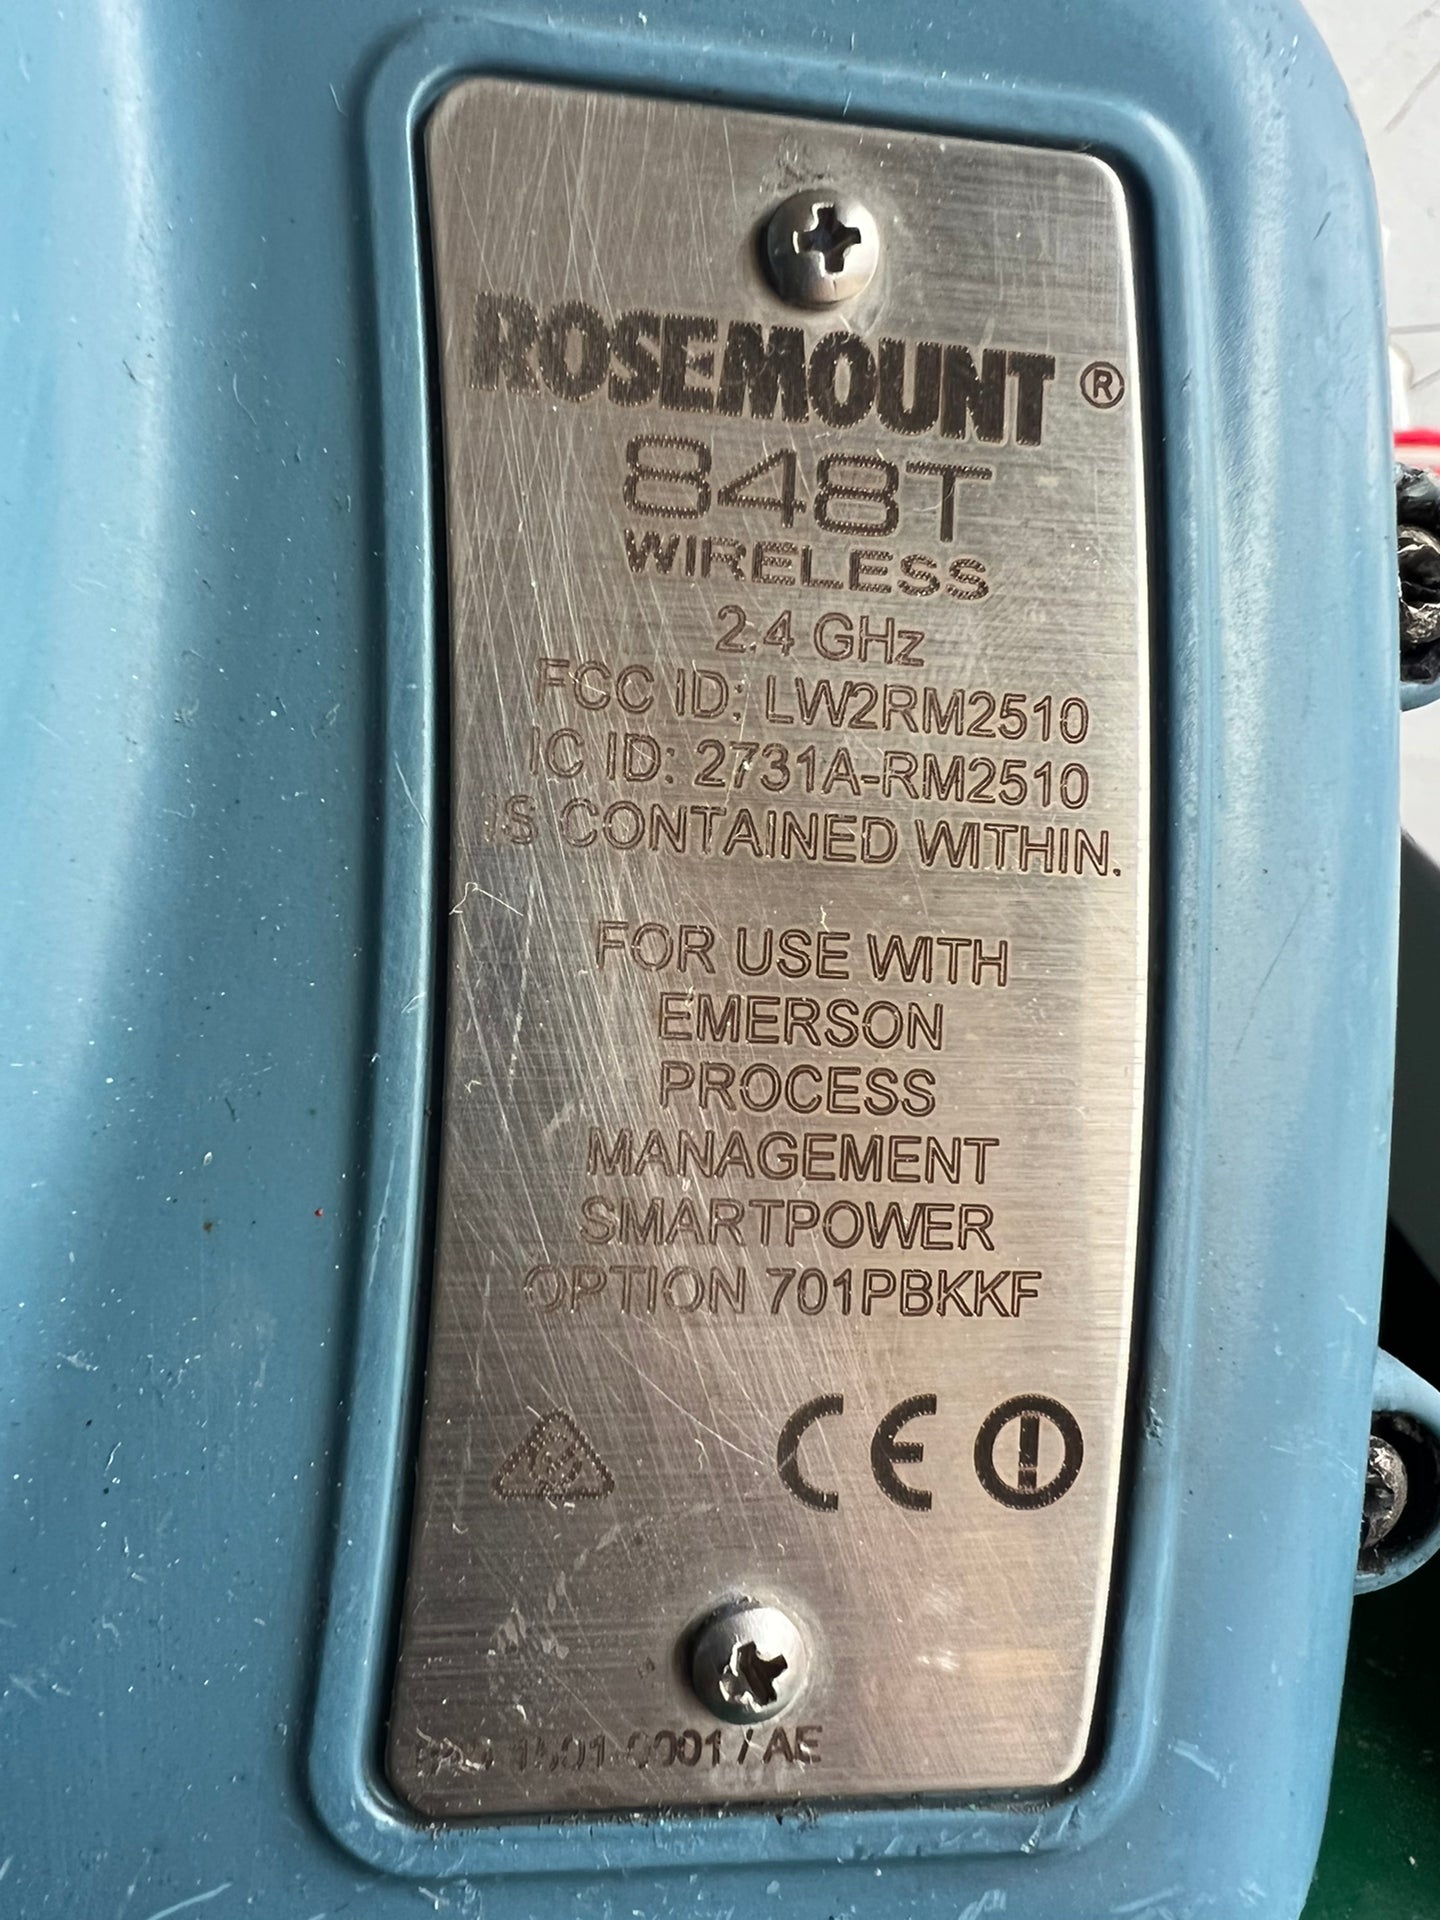 ROSEMOUNT ®
848T
WIRELESS
2.4 GHz
FCC ID: LW2RM2510
IC ID: 2731A-RM2510
IS CONTAINED WITHIN.
FOR USE WITH
EMERSON
PROCESS
MANAGEMENT
SMARTPOWER
OPTION 701PBKKF
CE
/ AE